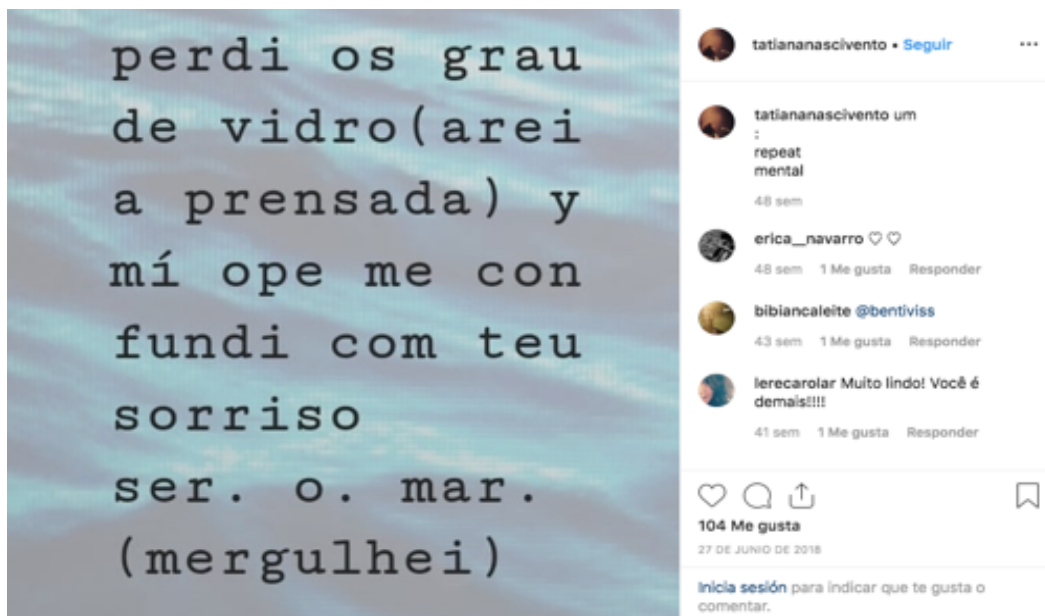 perdi os grau
de vidro(arei
a prensada) y
mí ope me con
fundi com teu
sorriso
ser. o. mar.
(mergulhei)
tatiananascivento • Seguir
tatiananascivento um
:
repeat
mental
48 sem
erica__navarro ♡ ♡
48 sem 1 Me gusta Responder
bibiancaleite @bentiviss
43 sem 1 Me gusta Responder
lerecarolar Muito lindo! Você é
demais!!!!
41 sem 1 Me gusta Responder
104 Me gusta
27 DE JUNIO DE 2018
Inicia sesión para indicar que te gusta o
comentar.